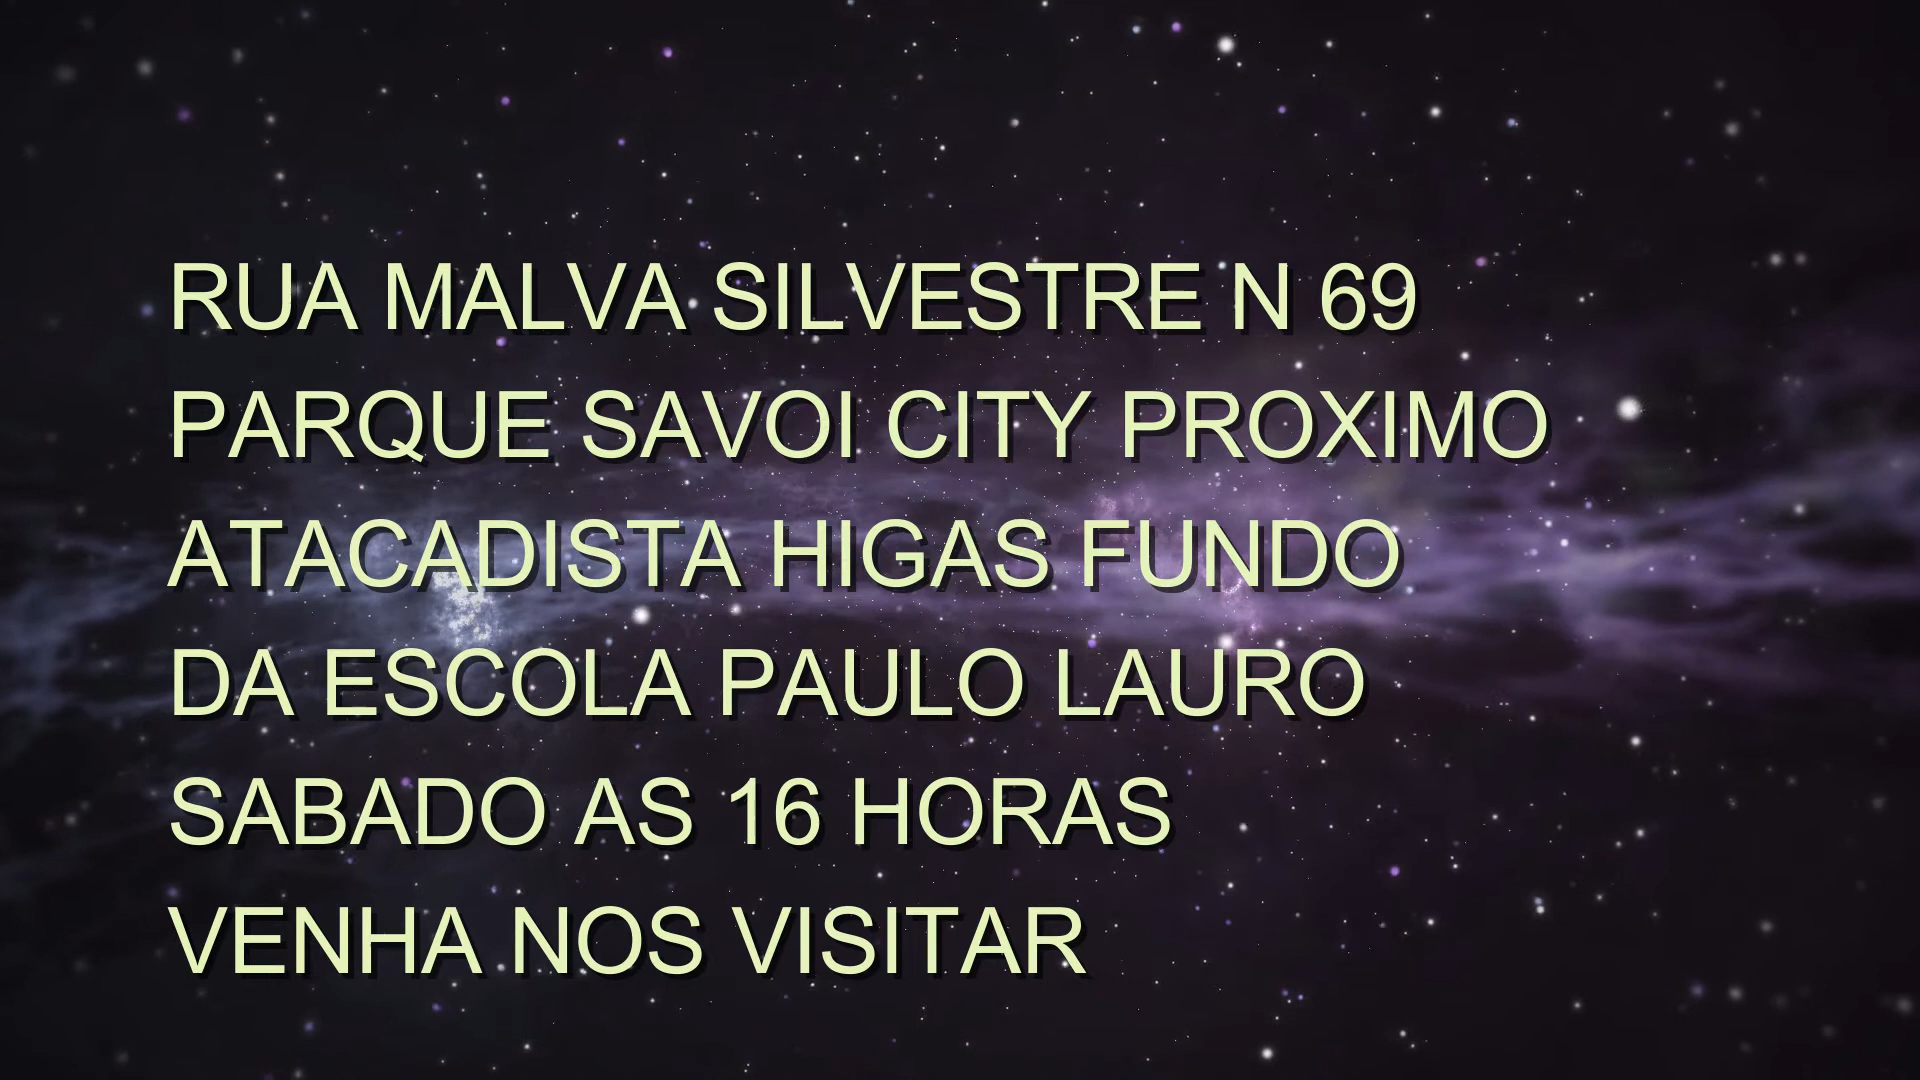 RUA MALVA SILVESTRE N 69
PARQUE SAVOI CITY PROXIMO
ATACADISTA HIGAS FUNDO
DA ESCOLA PAULO LAURO
SABADO AS 16 HORAS
VENHA NOS VISITAR